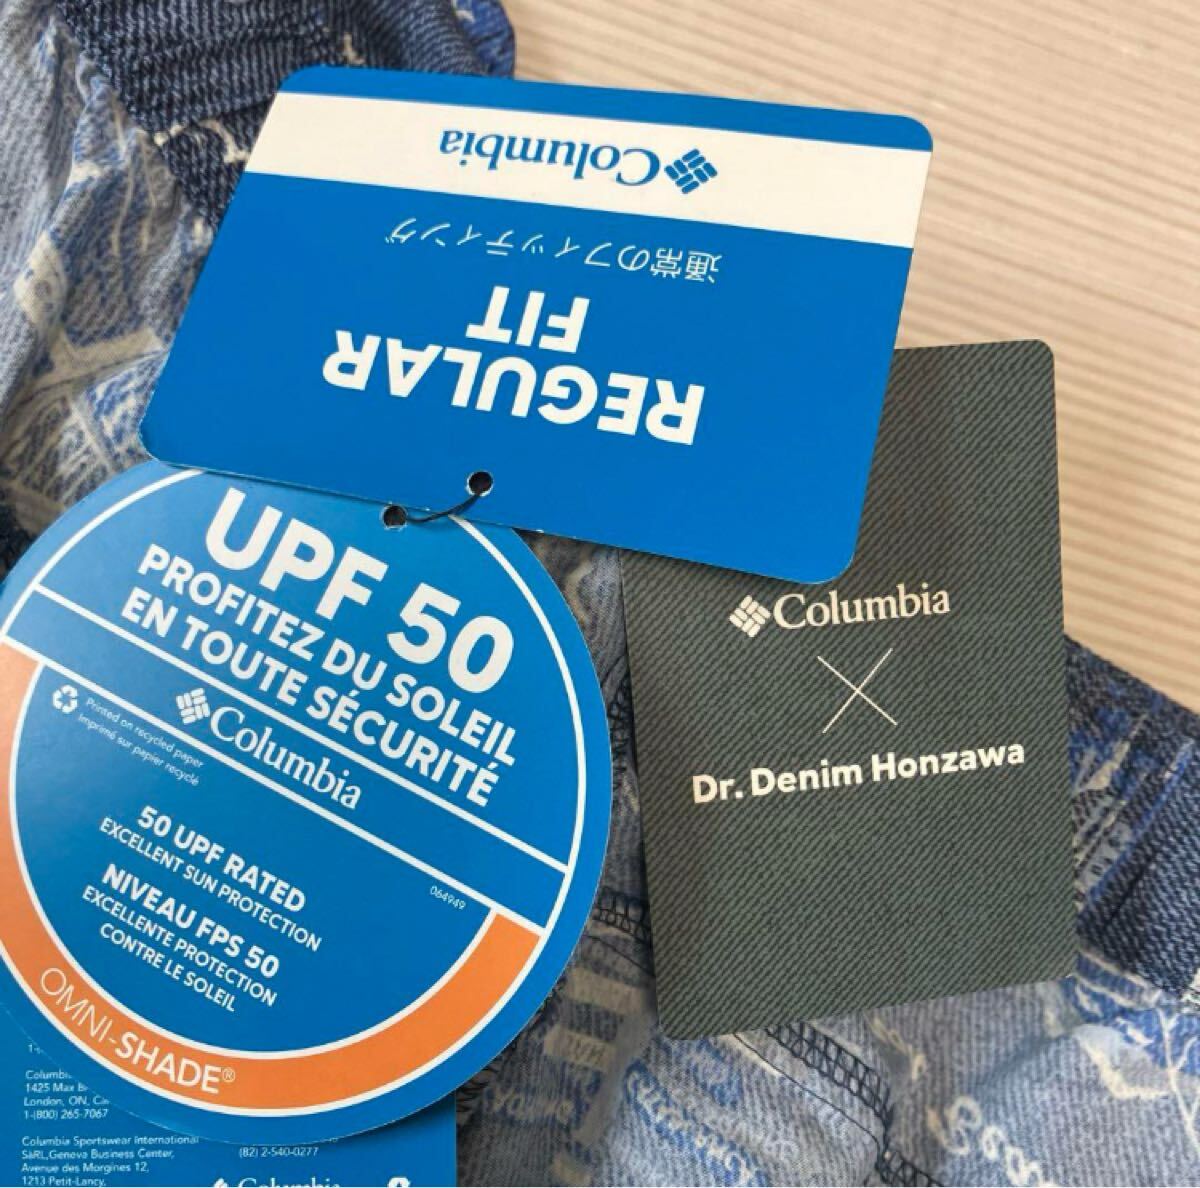 Columbia
通常のフィッティング
REGULAR
FIT
UPF 50
PROFITEZ DU SOLEIL
EN TOUTE SÉCURITÉ
Columbia
Printed on recycled paper
Imprimé sur papier recyclé
50 UPF RATED
EXCELLENT SUN PROTECTION
064949
NIVEAU FPS 50
EXCELLENTE PROTECTION
CONTRE LE SOLEIL
OMNI-SHADE®
Columbia
×
Dr. Denim Honzawa
1425 Max
London, ON,
1-(800) 265-7067
Columbia Sportswear International
SàRL, Geneva Business Center,
Avenue des Morgines 12,
1213 Petit-Lancy,
(82) 2-540-0277
Columbia